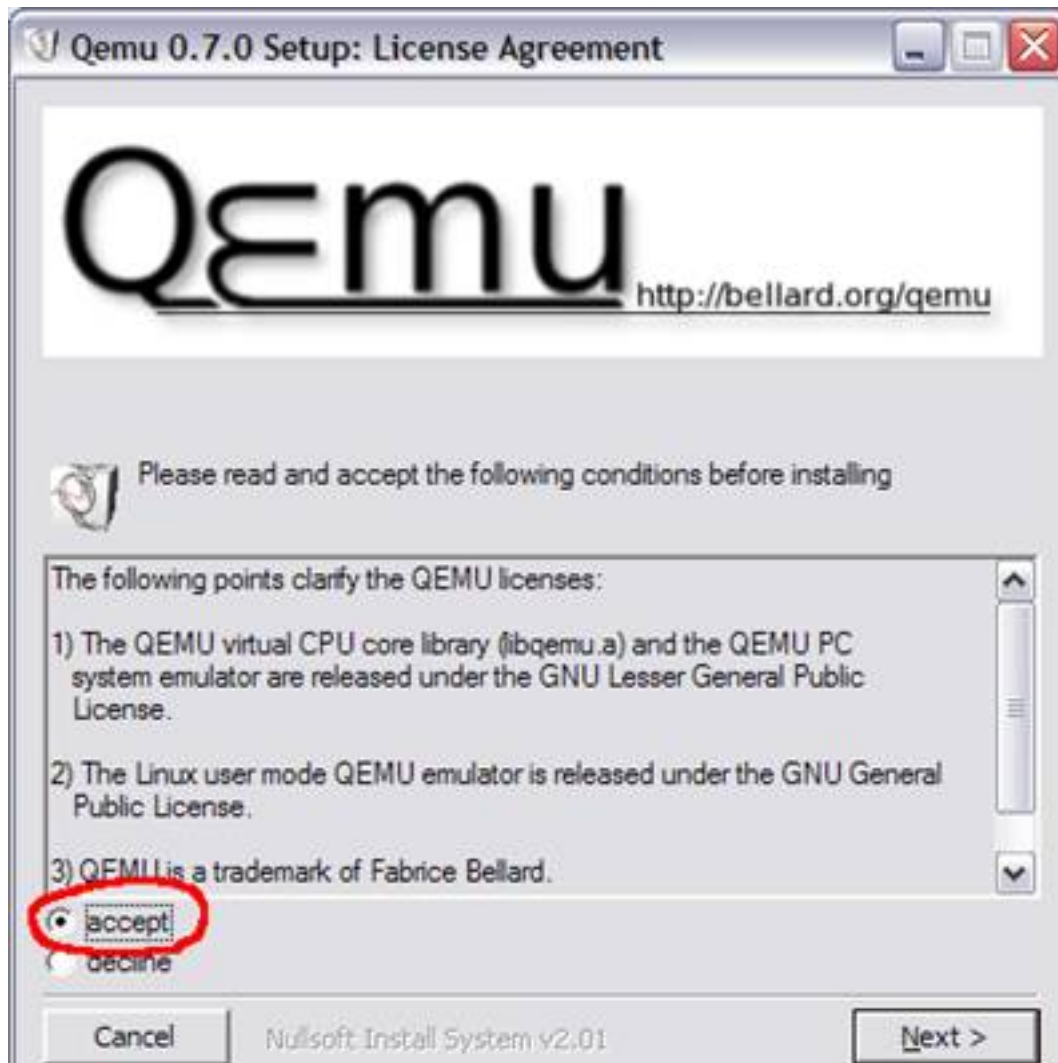 Qemu 0.7.0 Setup: License Agreement
Qemu
http://bellard.org/qemu
Please read and accept the following conditions before installing
The following points clarify the QEMU licenses:
1) The QEMU virtual CPU core library (libqemu.a) and the QEMU PC
system emulator are released under the GNU Lesser General Public
License.
2) The Linux user mode QEMU emulator is released under the GNU General
Public License.
3) QEMU is a trademark of Fabrice Bellard.
accept
decline
Cancel
Nullsoft Install System v2.01
Next >